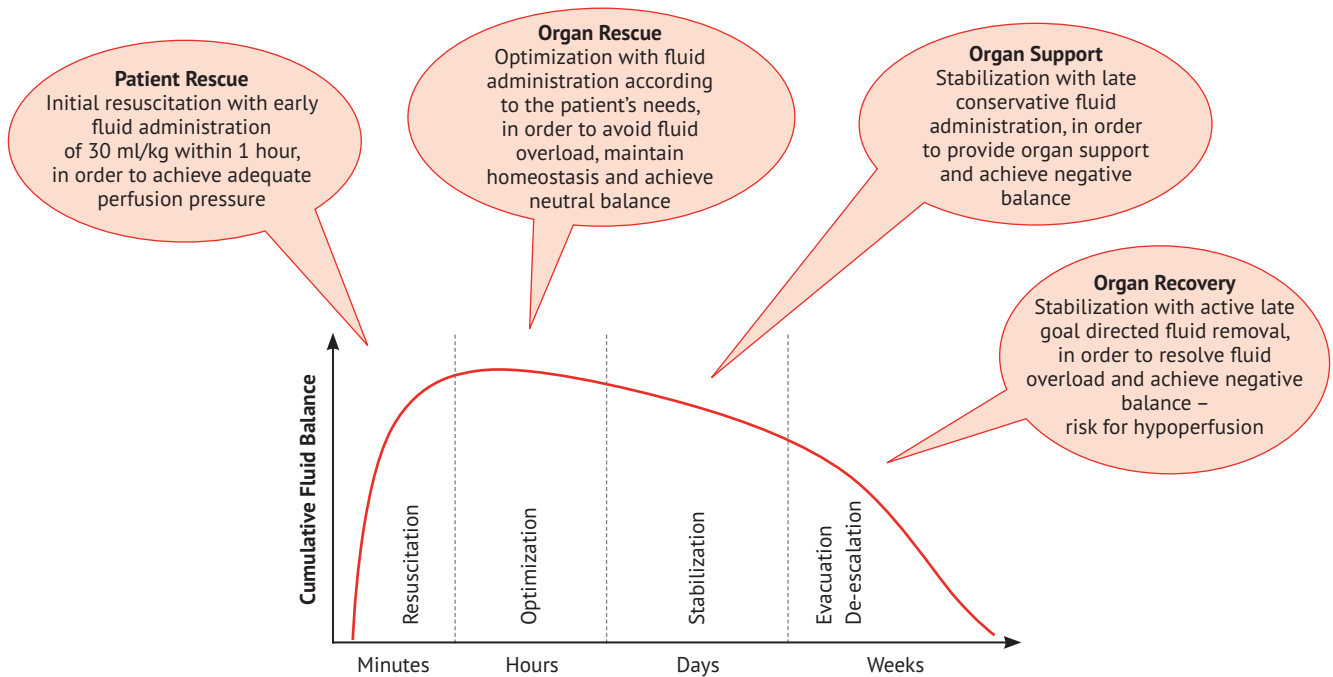 Patient Rescue
Initial resuscitation with early
fluid administration
of 30 ml/kg within 1 hour,
in order to achieve adequate
perfusion pressure
Organ Rescue
Optimization with fluid
administration according
to the patient’s needs,
in order to avoid fluid
overload, maintain
homeostasis and achieve
neutral balance
Organ Support
Stabilization with late
conservative fluid
administration, in order
to provide organ support
and achieve negative
balance
Organ Recovery
Stabilization with active late
goal directed fluid removal,
in order to resolve fluid
overload and achieve negative
balance –
risk for hypoperfusion
Cumulative Fluid Balance
Resuscitation
Optimization
Stabilization
Evacuation
De-escalation
Minutes
Hours
Days
Weeks